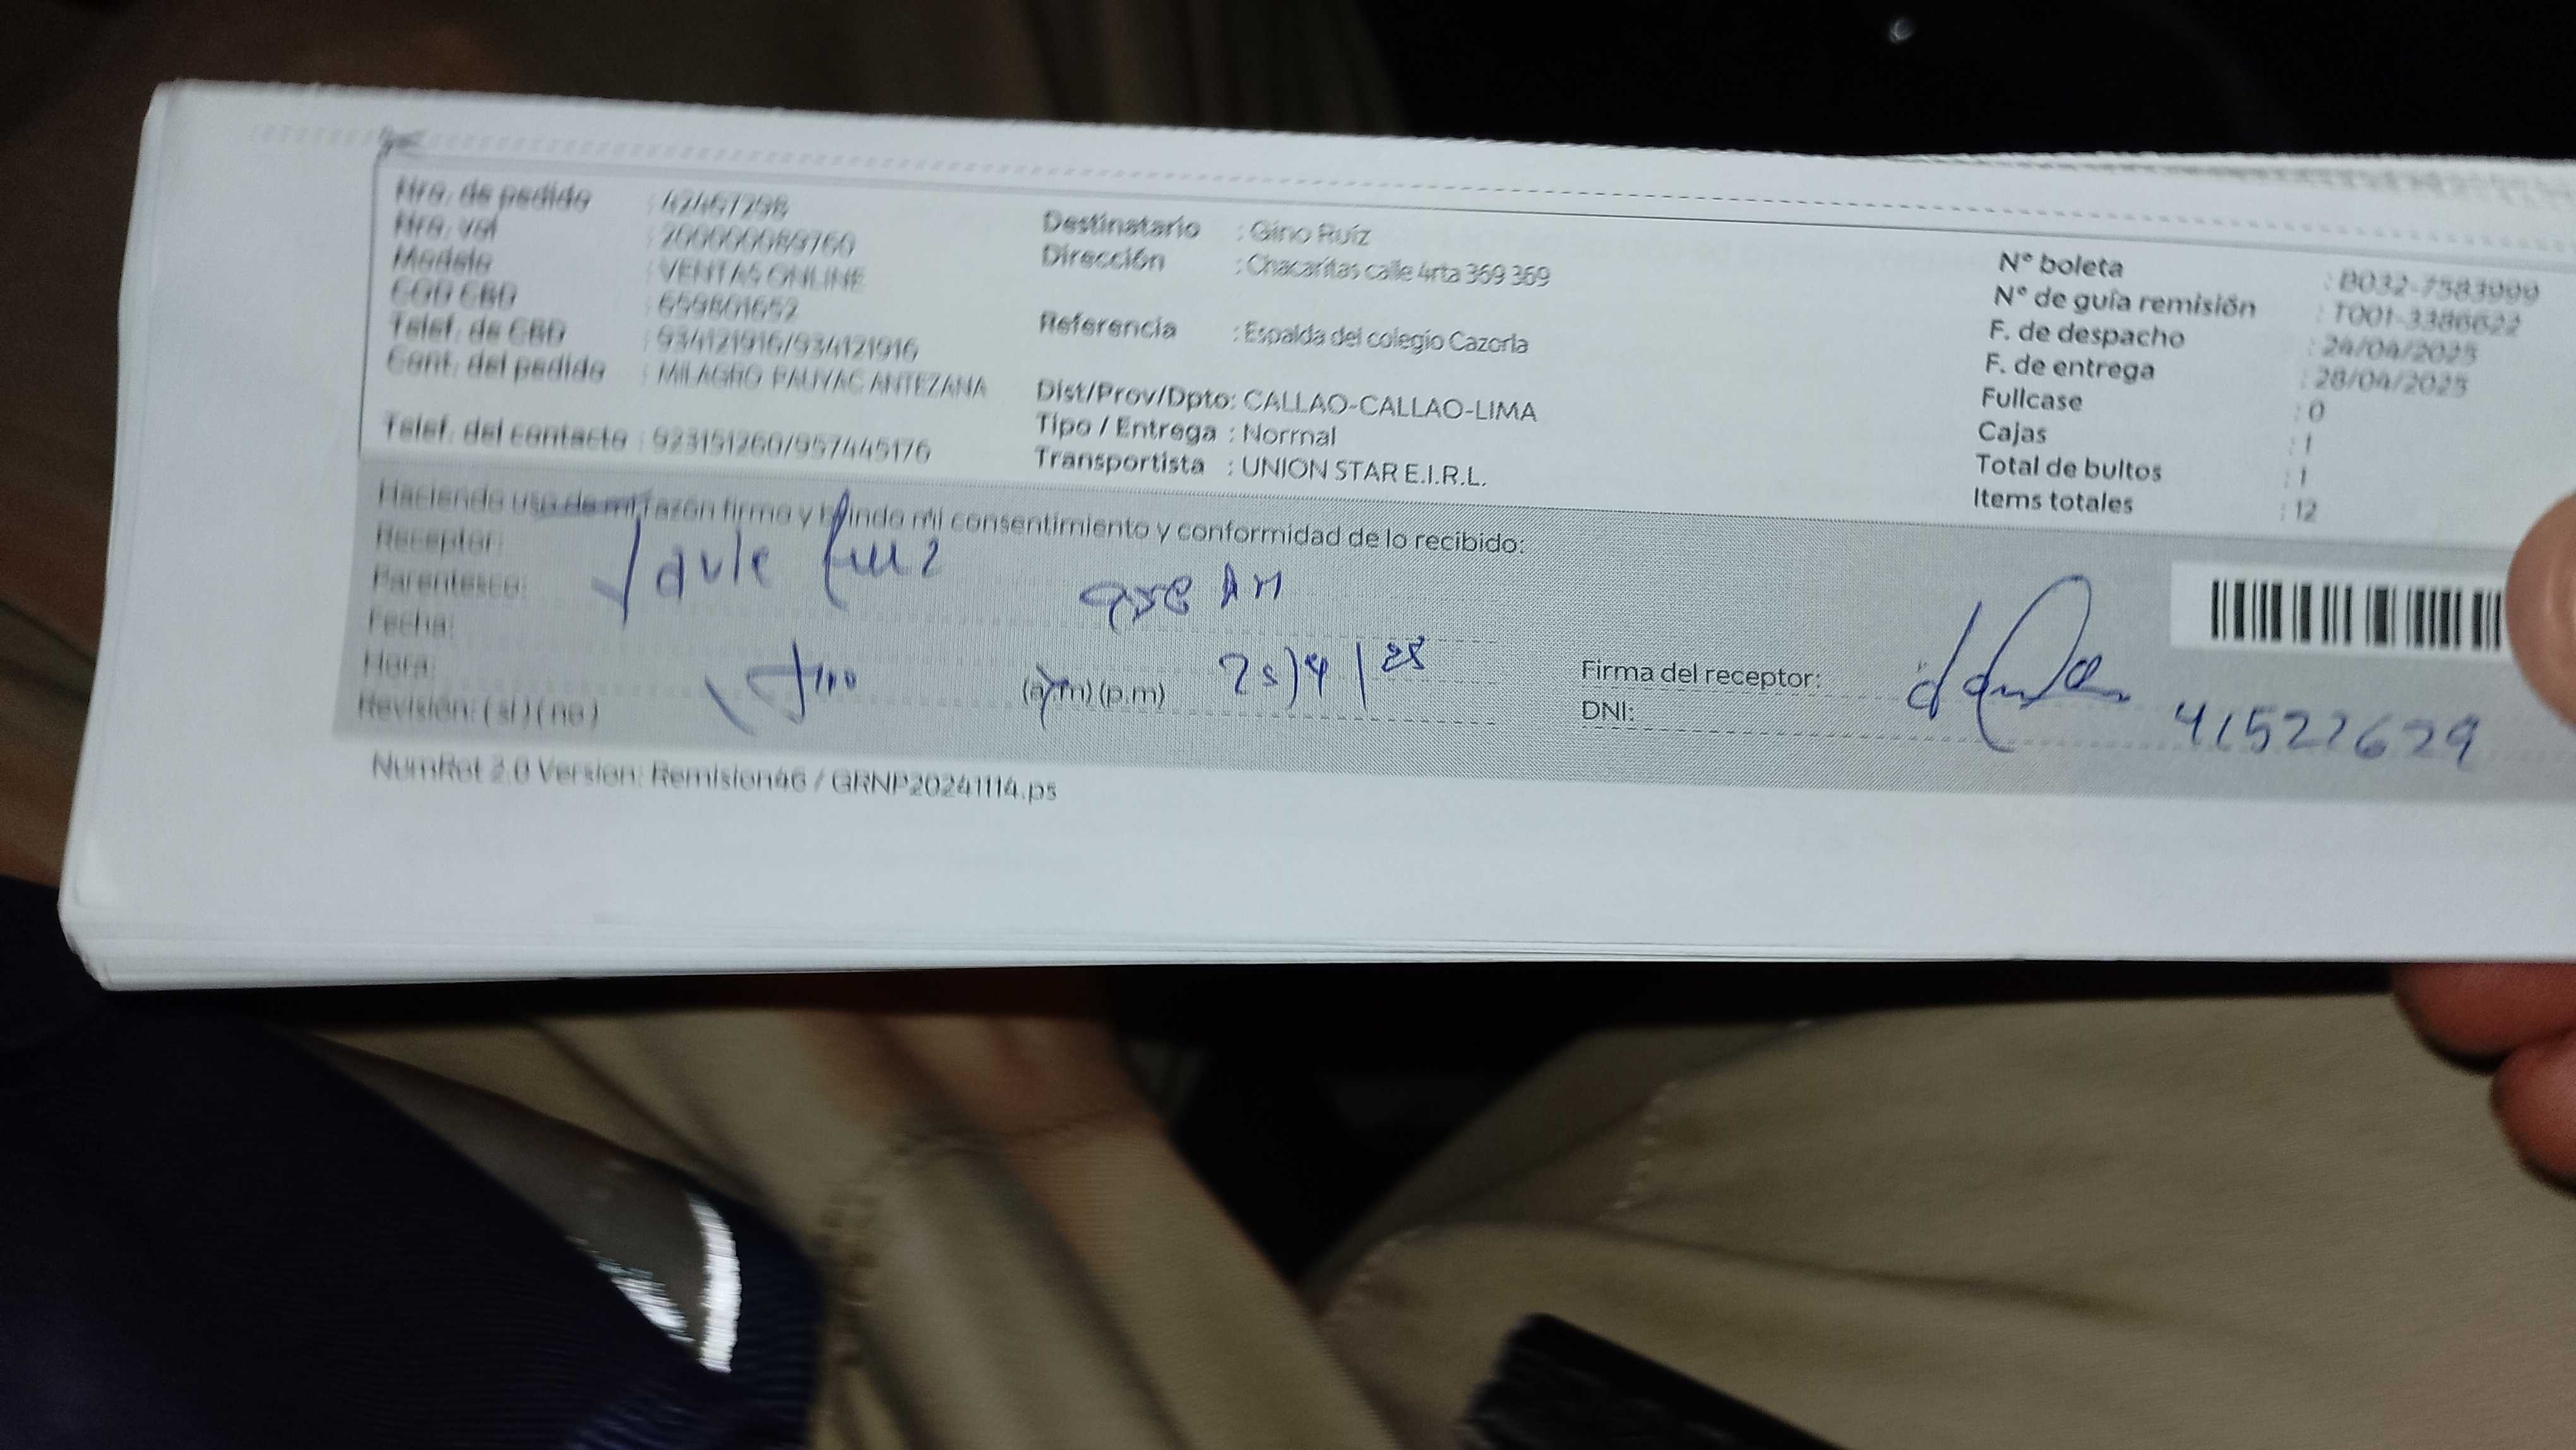 Nro. de pedido : 42467298
Nro. vol : 200000089760
Modelo : VENTAS ONLINE
COD CBD : 659801652
Telef. de CBD : 934121916/934121916
Cont. del pedido : MILAGRO PAUYAC ANTEZANA
Telef. del contacto : 923151260/957445176
Destinatario : Gino Ruiz
Dirección : Chacaritas calle 4rta 369 369
Referencia : Espalda del colegio Cazorla
Dist/Prov/Dpto: CALLAO-CALLAO-LIMA
Tipo / Entrega : Normal
Transportista : UNION STAR E.I.R.L.
N° boleta : B032-7583999
N° de guía remisión : T001-3386622
F. de despacho : 24/04/2025
F. de entrega : 28/04/2025
Fullcase : 0
Cajas : 1
Total de bultos : 1
Items totales : 12
Haciendo uso de mi razón firmo y brindo mi consentimiento y conformidad de lo recibido:
Receptor:
Parentesco:
Fecha:
Hora: (a.m) (p.m)
Revisión: ( si ) ( no )
Firma del receptor:
DNI: 41522629
NumRot 2.0 Version: Remision46 / GRNP20241114.ps